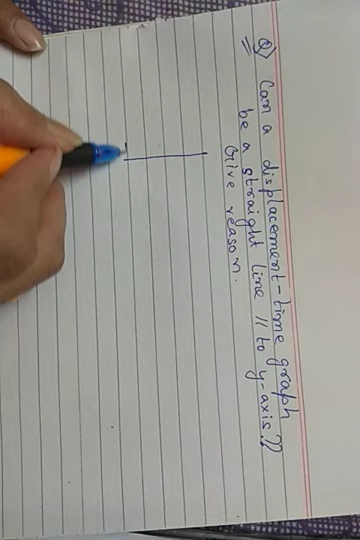 Q) Can a displacement-time graph
be a straight line || to y-axis??
Give reason.